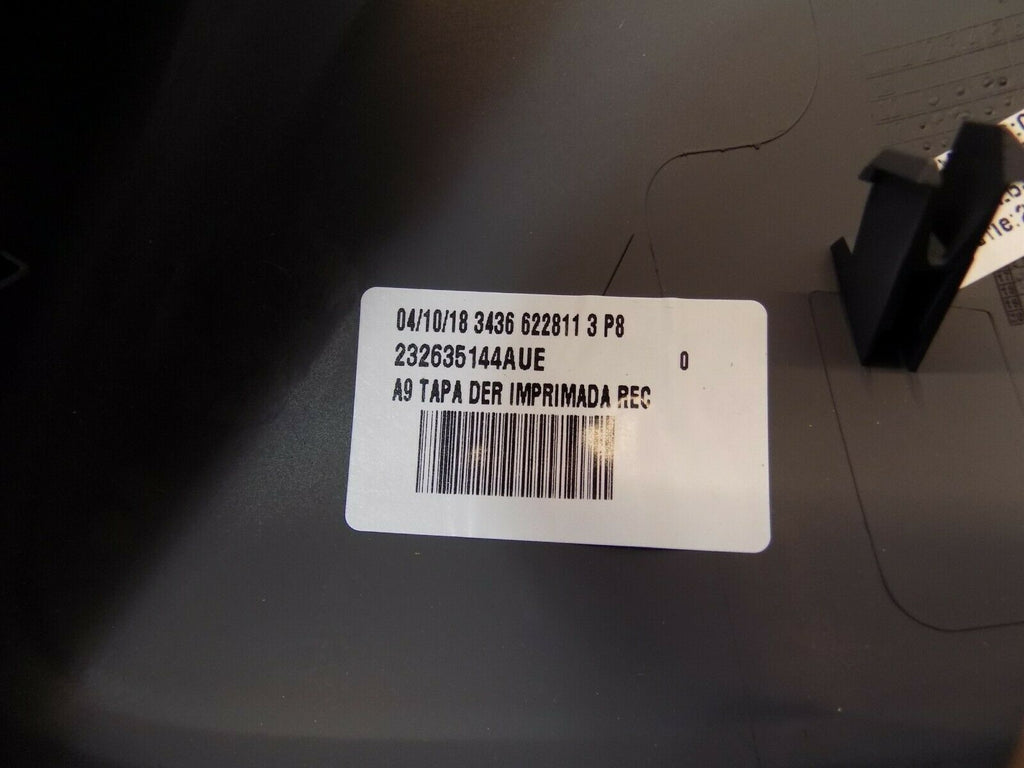 04/10/18 3436 622811 3 P8
232635144AUE 0
A9 TAPA DER IMPRIMADA REC